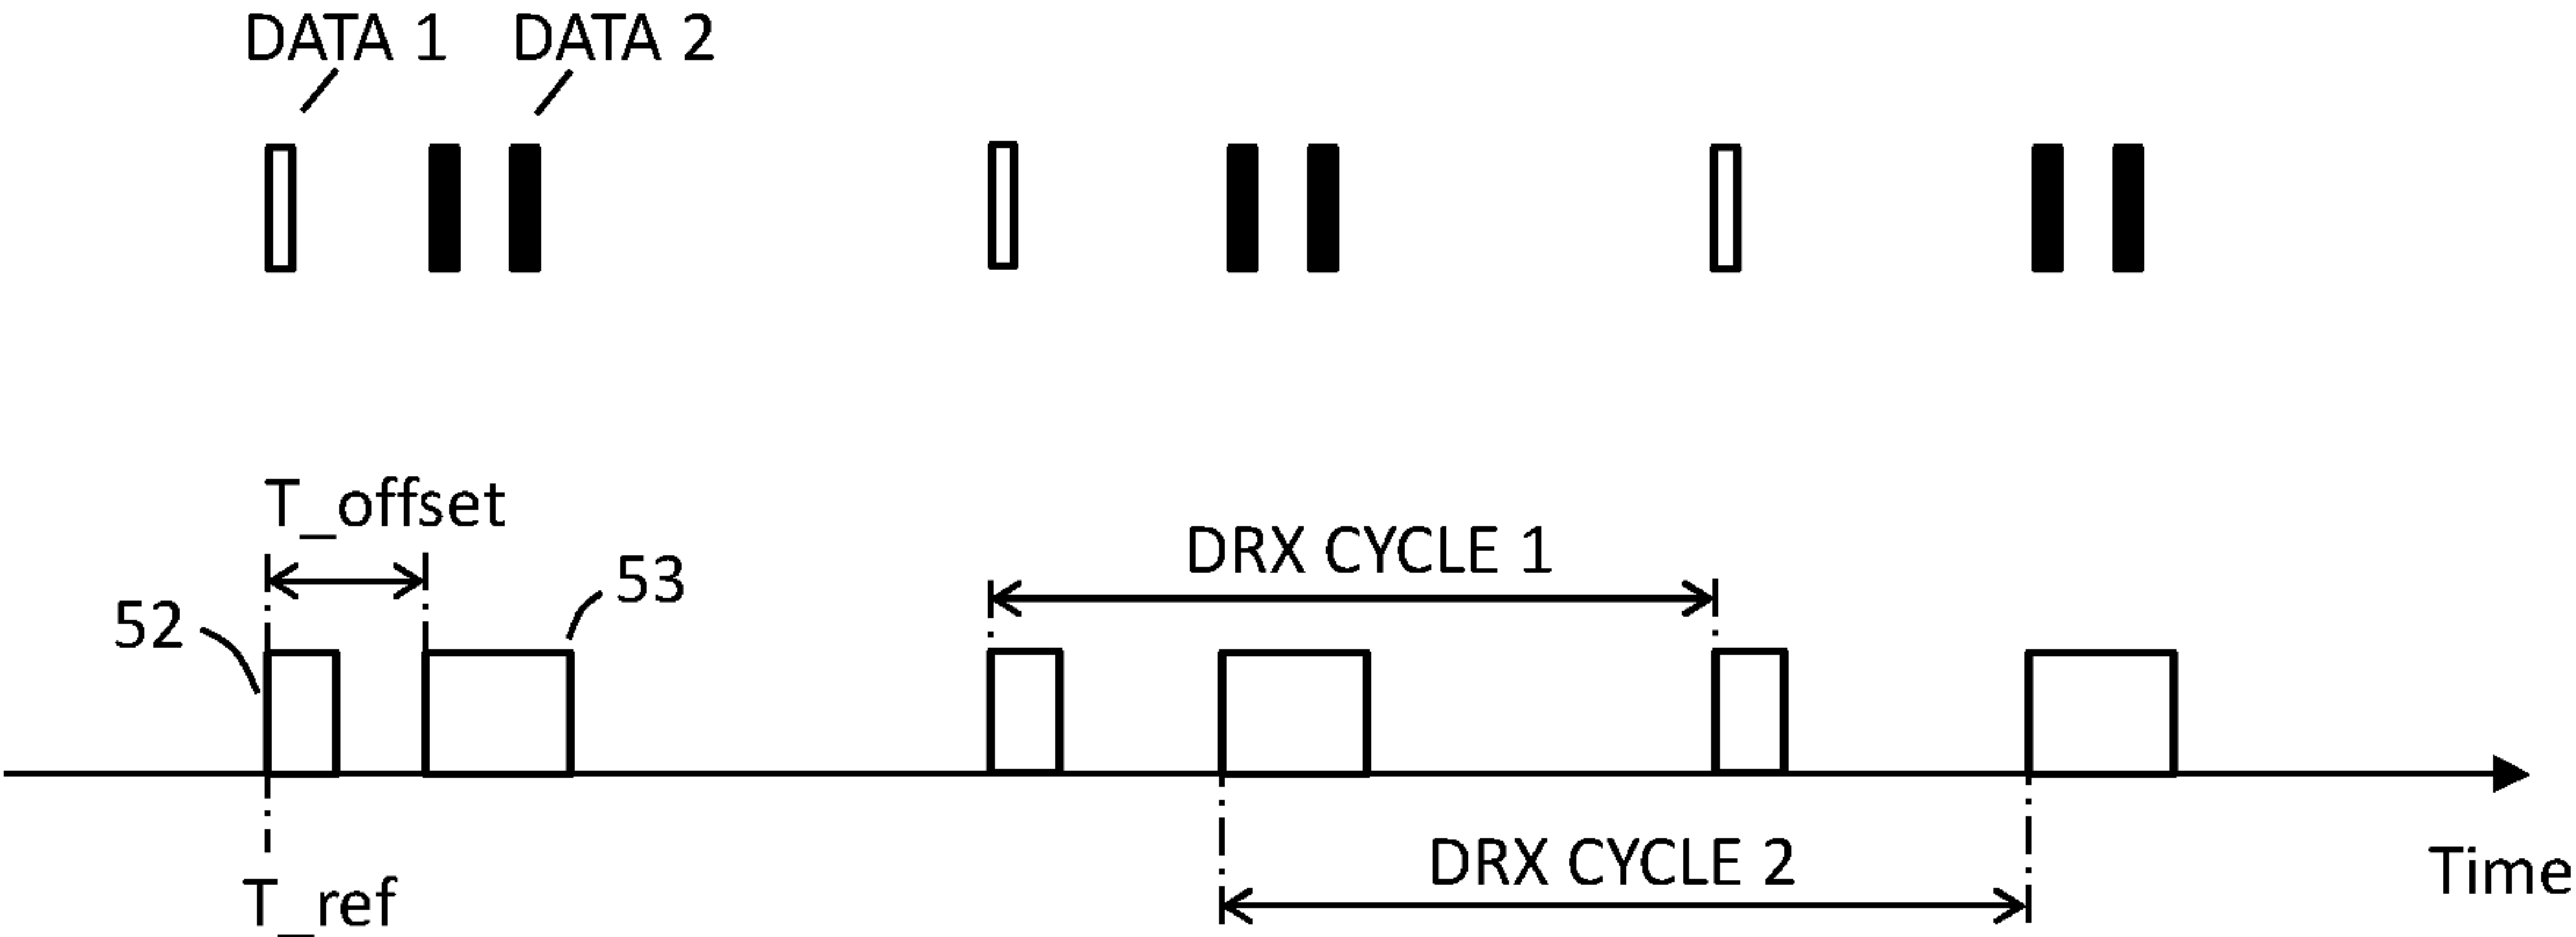 DATA 1
DATA 2
T_offset
52
53
DRX CYCLE 1
DRX CYCLE 2
Time
T_ref